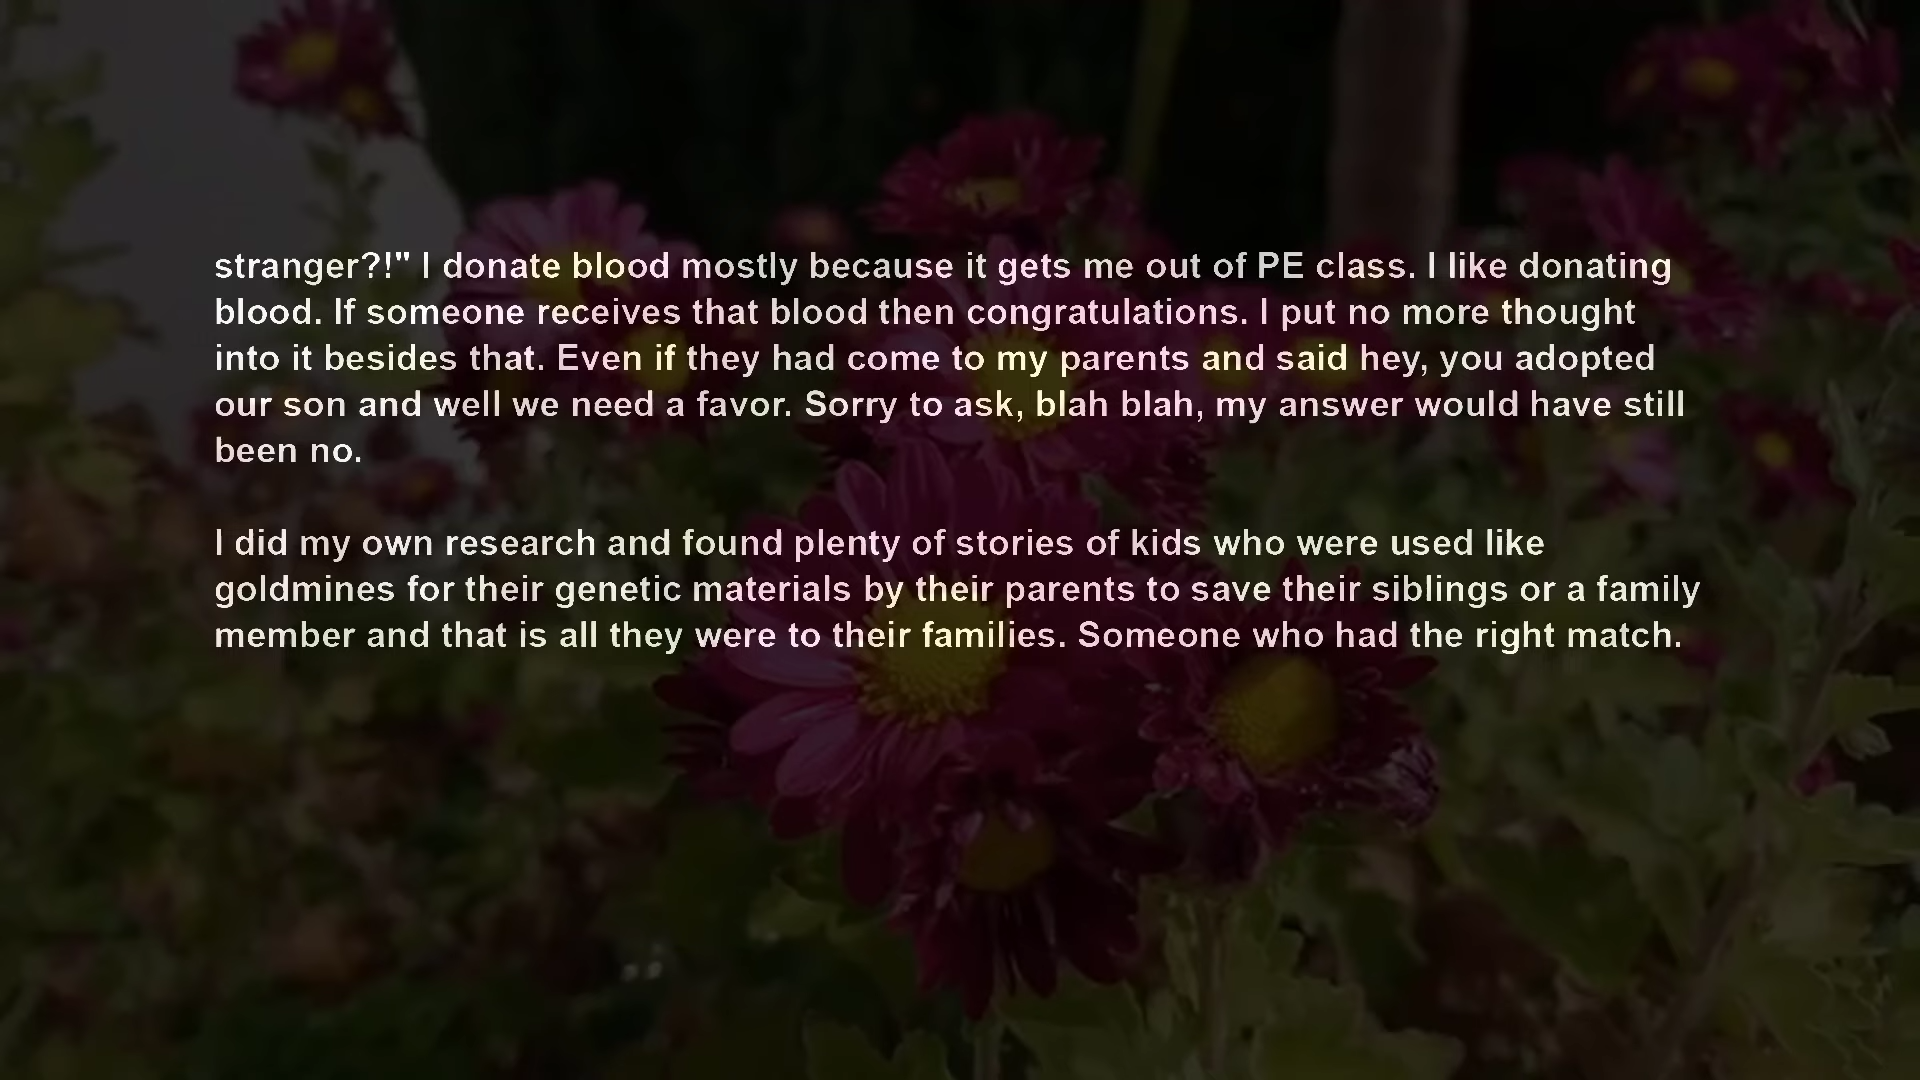 stranger?!" I donate blood mostly because it gets me out of PE class. I like donating
blood. If someone receives that blood then congratulations. I put no more thought
into it besides that. Even if they had come to my parents and said hey, you adopted
our son and well we need a favor. Sorry to ask, blah blah, my answer would have still
been no.
I did my own research and found plenty of stories of kids who were used like
goldmines for their genetic materials by their parents to save their siblings or a family
member and that is all they were to their families. Someone who had the right match.